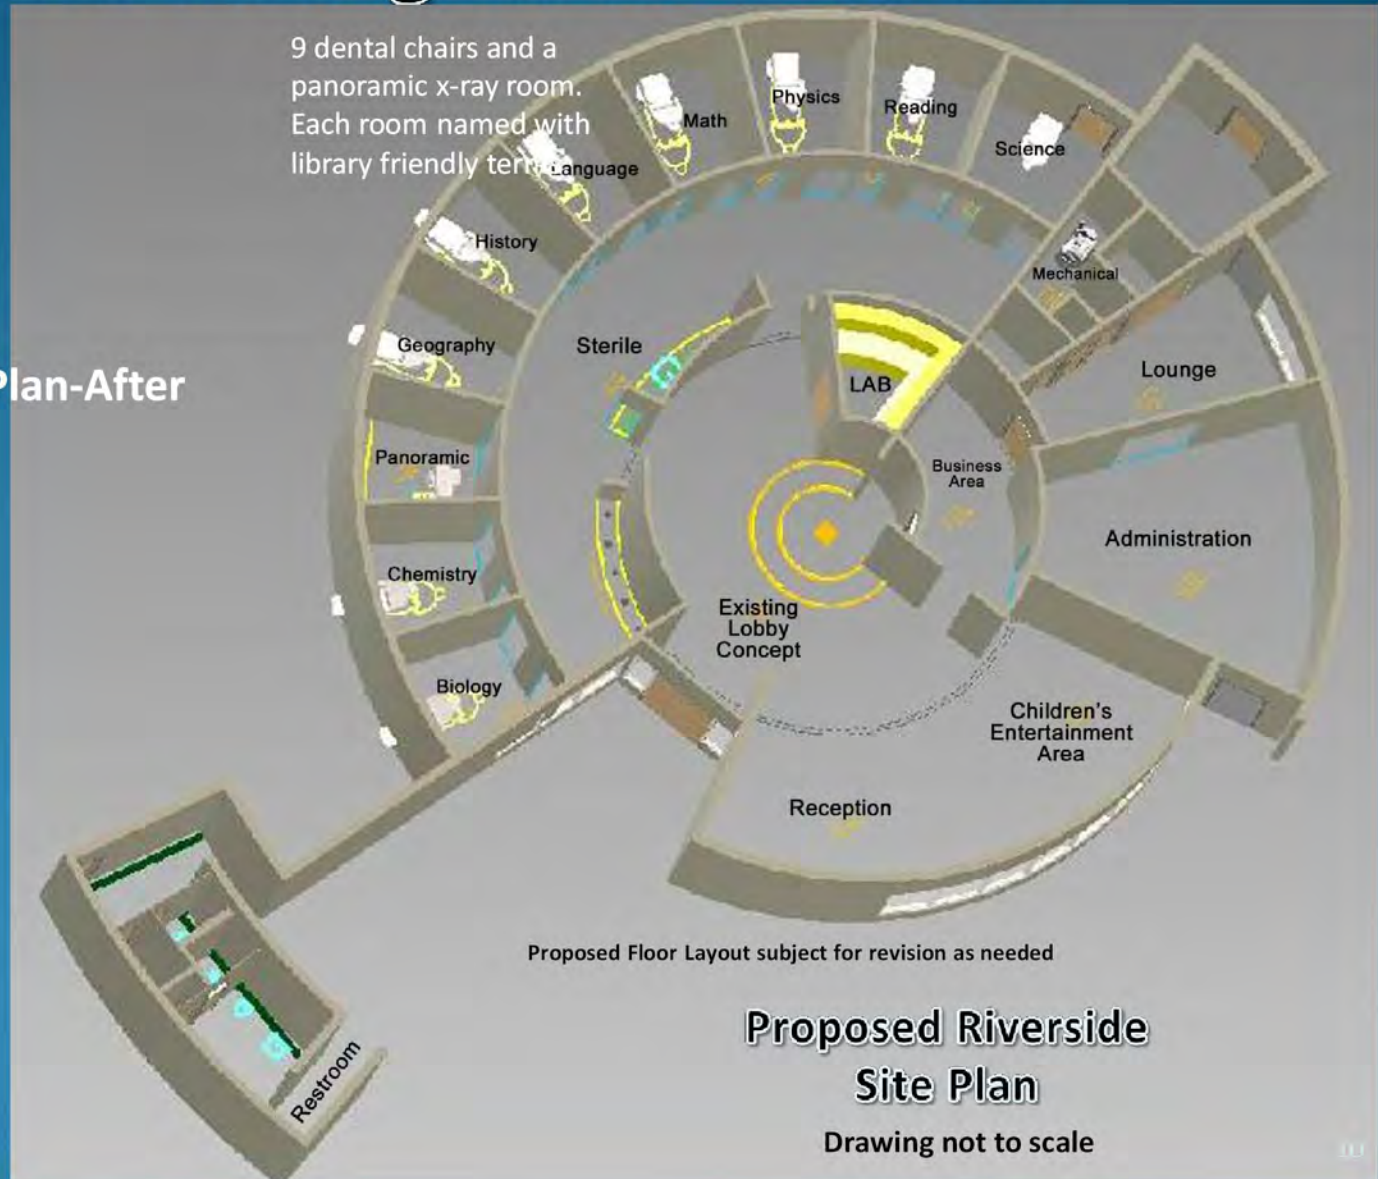 9 dental chairs and a
panoramic x-ray room.
Each room named with
library friendly
Plan-After
Physics
Reading
Math
Science
Language
History
Mechanical
Geography
Sterile
Lounge
LAB
Panoramic
Business
Area
Administration
Chemistry
Existing
Lobby
Concept
Biology
Children's
Entertainment
Area
Reception
Proposed Floor Layout subject for revision as needed
Proposed Riverside
Site Plan
Restroom
Drawing not to scale